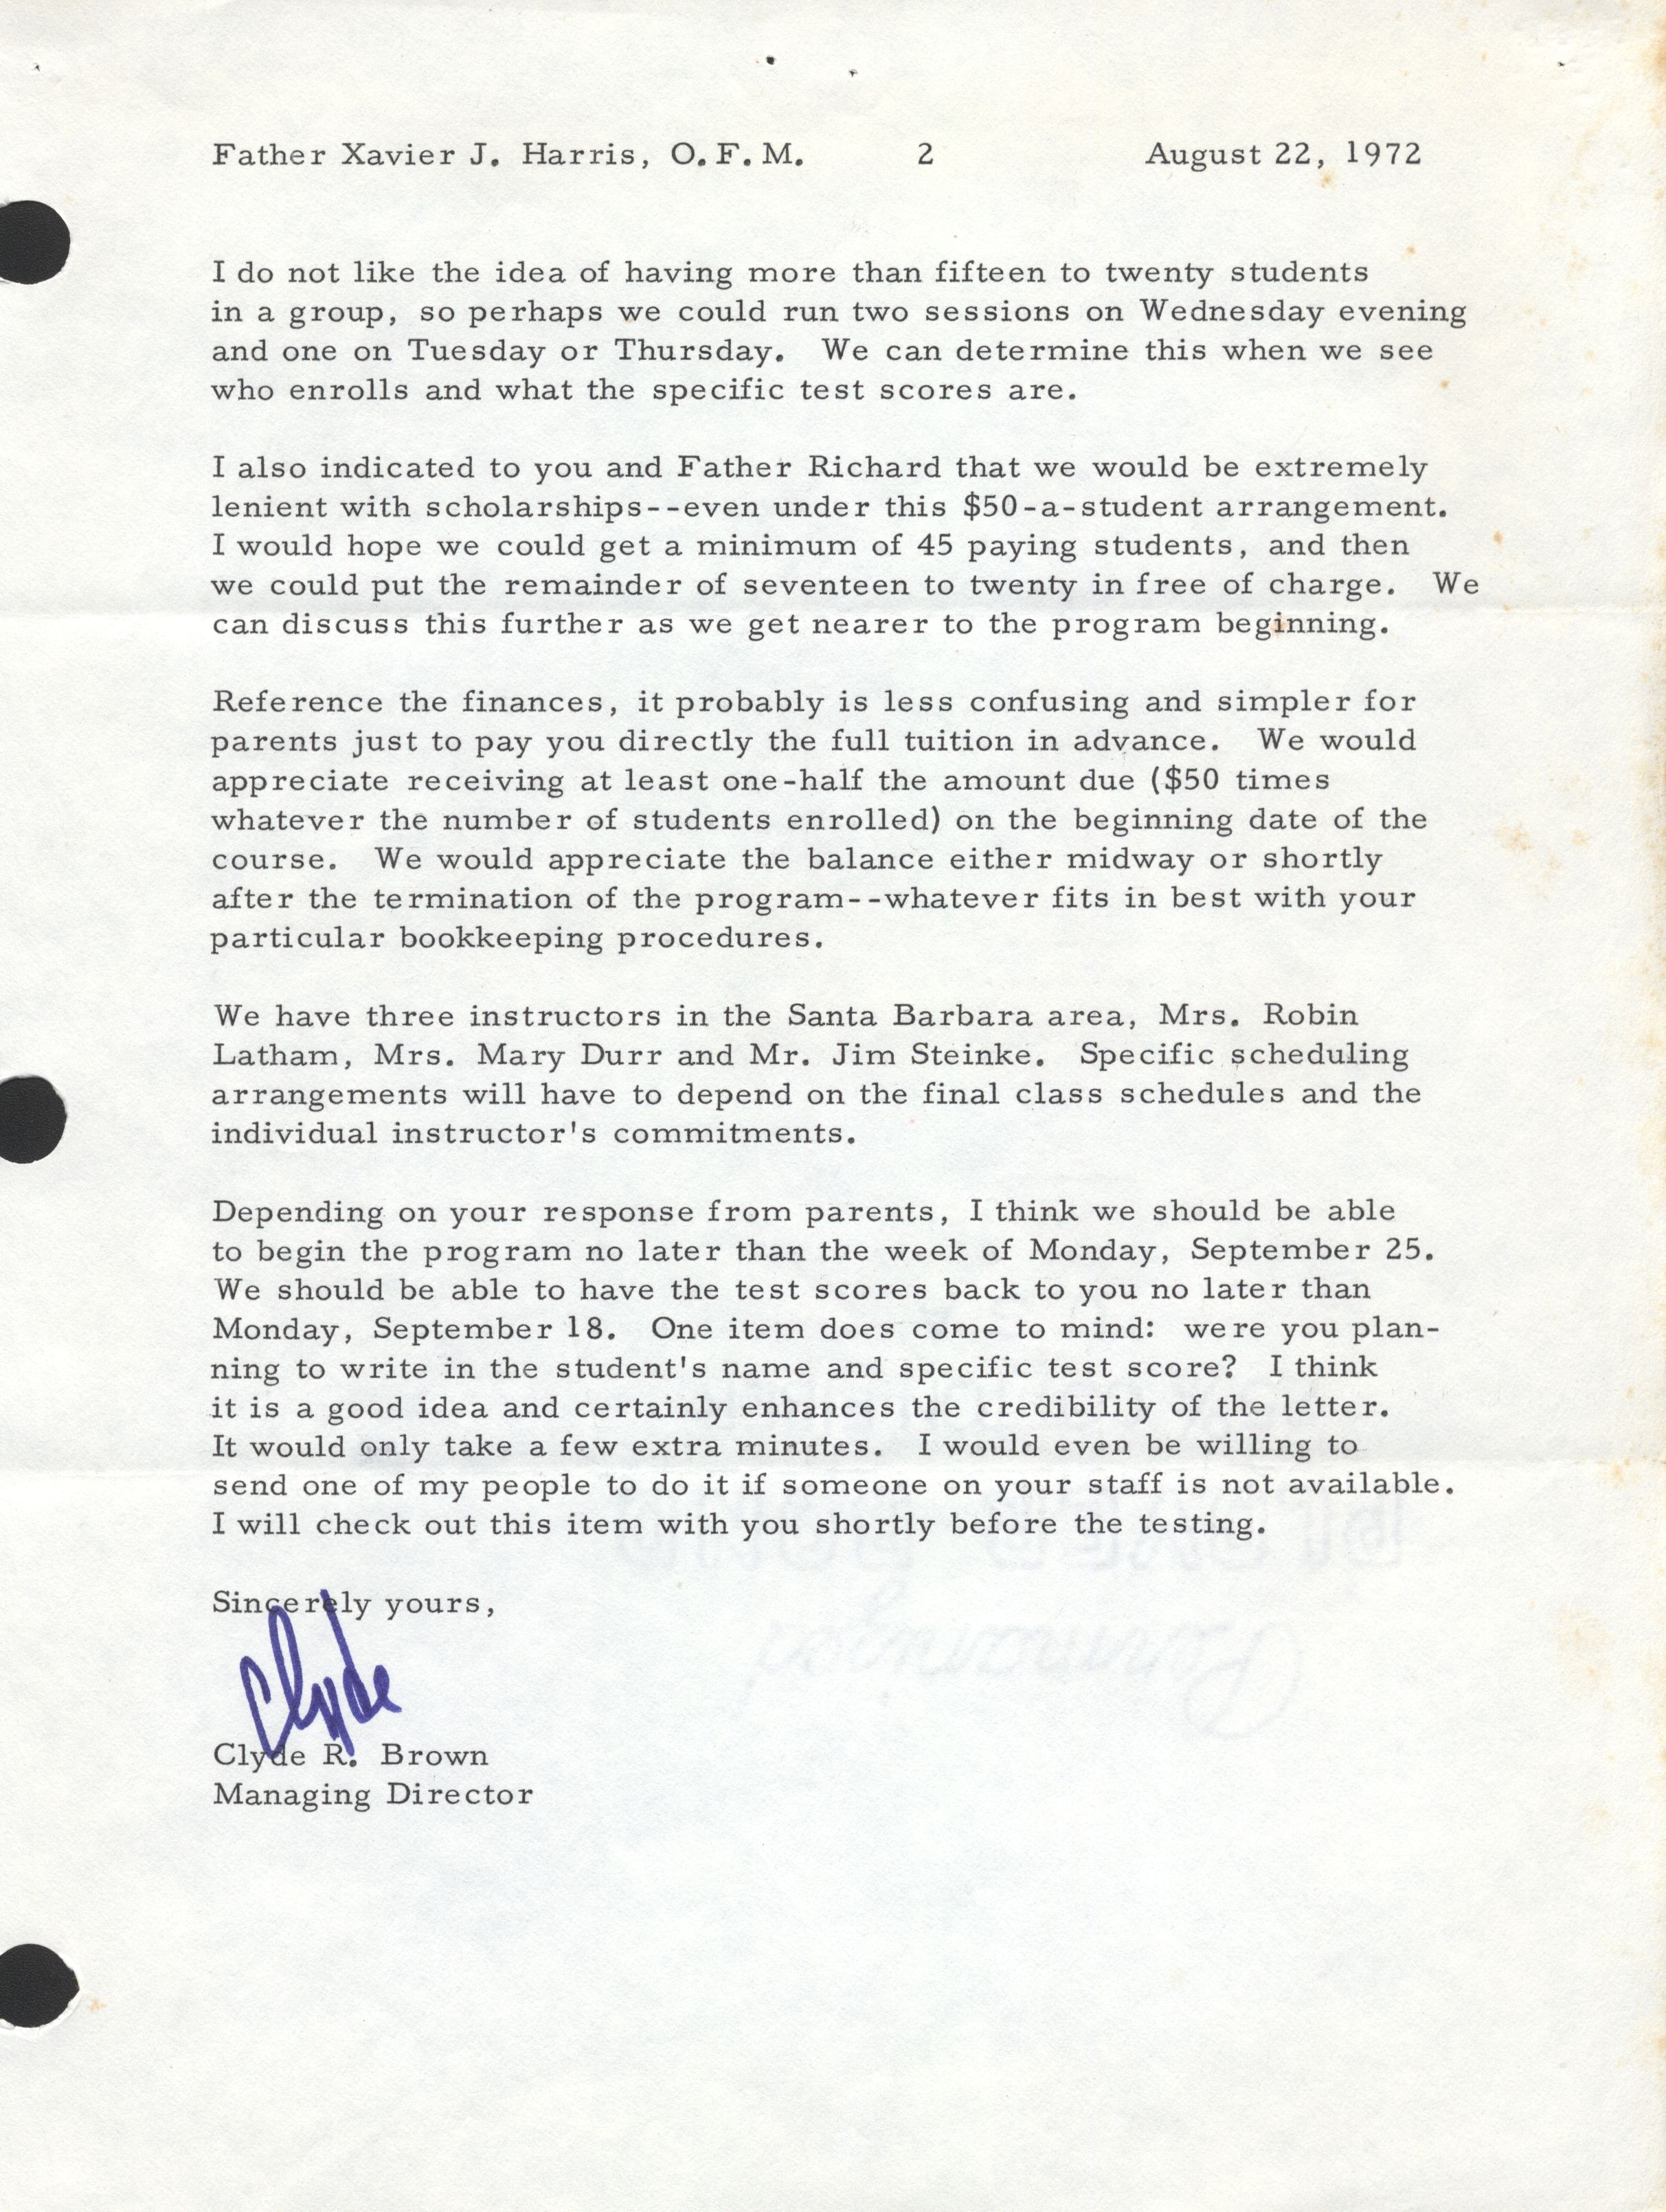 Father Xavier J. Harris, O.F.M. 2 August 22, 1972
I do not like the idea of having more than fifteen to twenty students
in a group, so perhaps we could run two sessions on Wednesday evening
and one on Tuesday or Thursday. We can determine this when we see
who enrolls and what the specific test scores are.
I also indicated to you and Father Richard that we would be extremely
lenient with scholarships--even under this $50-a-student arrangement.
I would hope we could get a minimum of 45 paying students, and then
we could put the remainder of seventeen to twenty in free of charge. We
can discuss this further as we get nearer to the program beginning.
Reference the finances, it probably is less confusing and simpler for
parents just to pay you directly the full tuition in advance. We would
appreciate receiving at least one-half the amount due ($50 times
whatever the number of students enrolled) on the beginning date of the
course. We would appreciate the balance either midway or shortly
after the termination of the program--whatever fits in best with your
particular bookkeeping procedures.
We have three instructors in the Santa Barbara area, Mrs. Robin
Latham, Mrs. Mary Durr and Mr. Jim Steinke. Specific scheduling
arrangements will have to depend on the final class schedules and the
individual instructor's commitments.
Depending on your response from parents, I think we should be able
to begin the program no later than the week of Monday, September 25.
We should be able to have the test scores back to you no later than
Monday, September 18. One item does come to mind: were you plan-
ning to write in the student's name and specific test score? I think
it is a good idea and certainly enhances the credibility of the letter.
It would only take a few extra minutes. I would even be willing to
send one of my people to do it if someone on your staff is not available.
I will check out this item with you shortly before the testing.
Sincerely yours,
Clyde
Clyde R. Brown
Managing Director